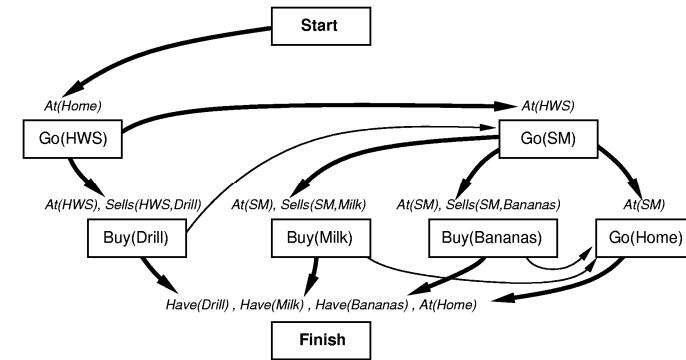 Start
At(Home) At(HWS)
Go(HWS) Go(SM)
At(HWS), Sells(HWS,Drill) At(SM), Sells(SM,Milk) At(SM), Sells(SM,Bananas) At(SM)
Buy(Drill) Buy(Milk) Buy(Bananas) Go(Home)
Have(Drill) , Have(Milk) , Have(Bananas) , At(Home)
Finish